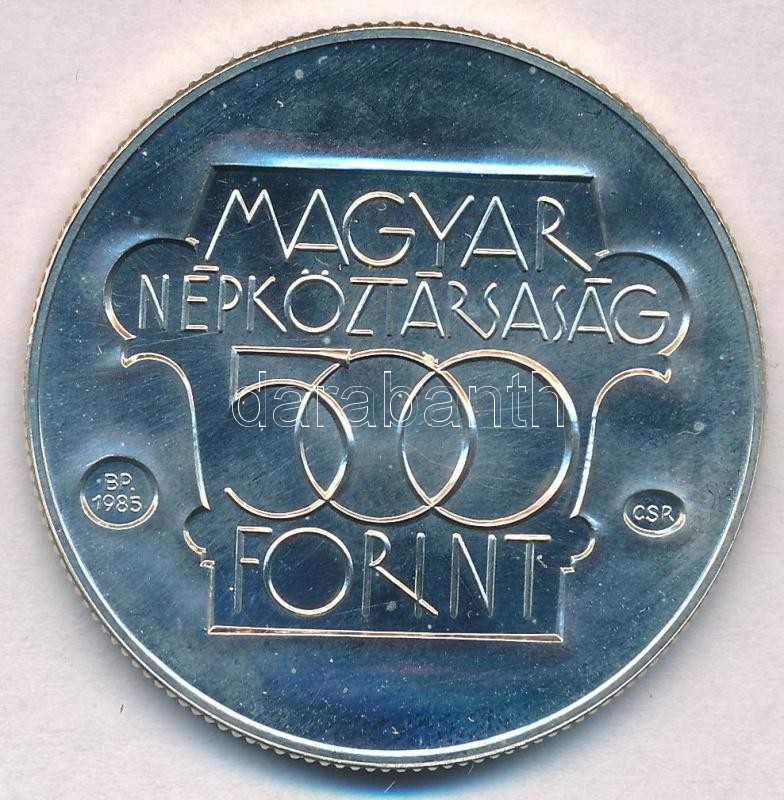 MAGYAR
NÉPKÖZTÁRSASÁG
500
darabanth
BP.
1985
CSR
FORINT